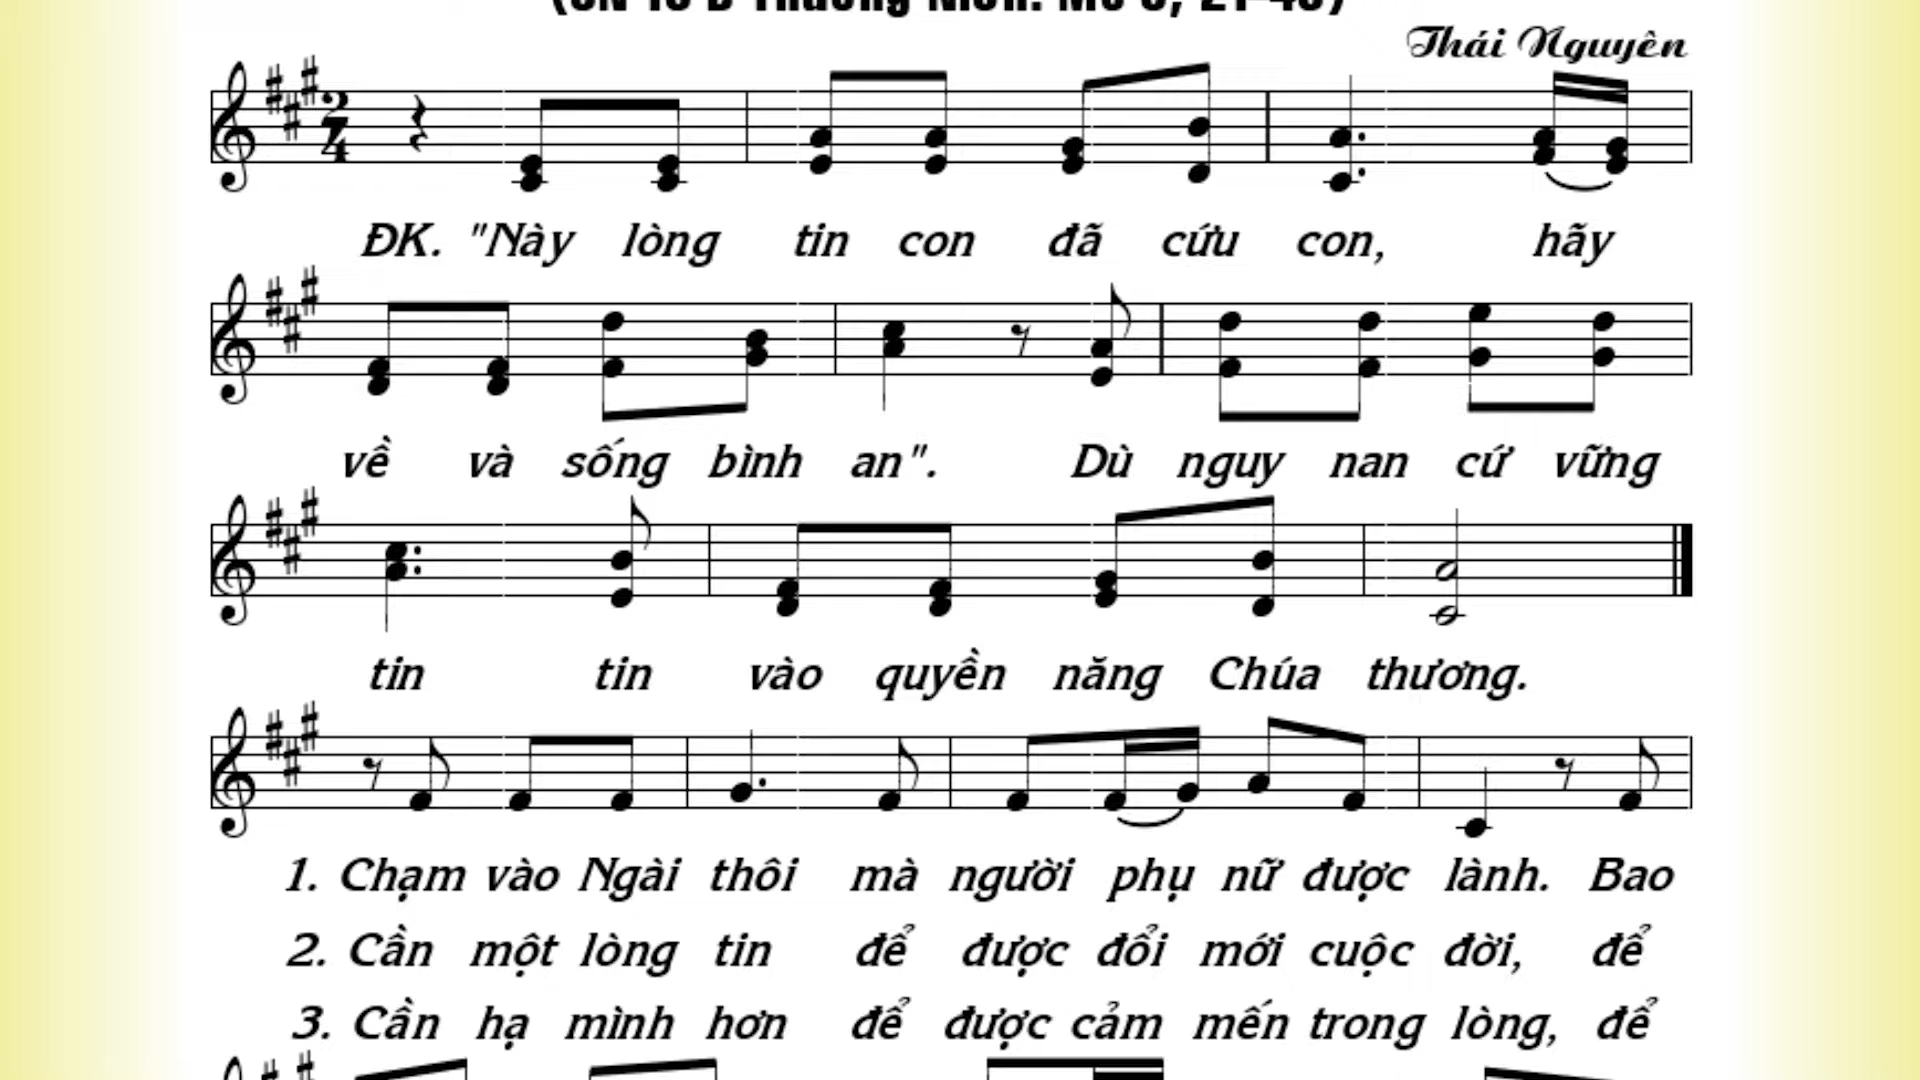 Thái Nguyên
2
4
ĐK. "Này lòng tin con đã cứu con, hãy
về và sống bình an". Dù nguy nan cứ vững
tin tin vào quyền năng Chúa thương.
1. Chạm vào Ngài thôi mà người phụ nữ được lành. Bao
2. Cần một lòng tin để được đổi mới cuộc đời, để
3. Cần hạ mình hơn để được cảm mến trong lòng, để